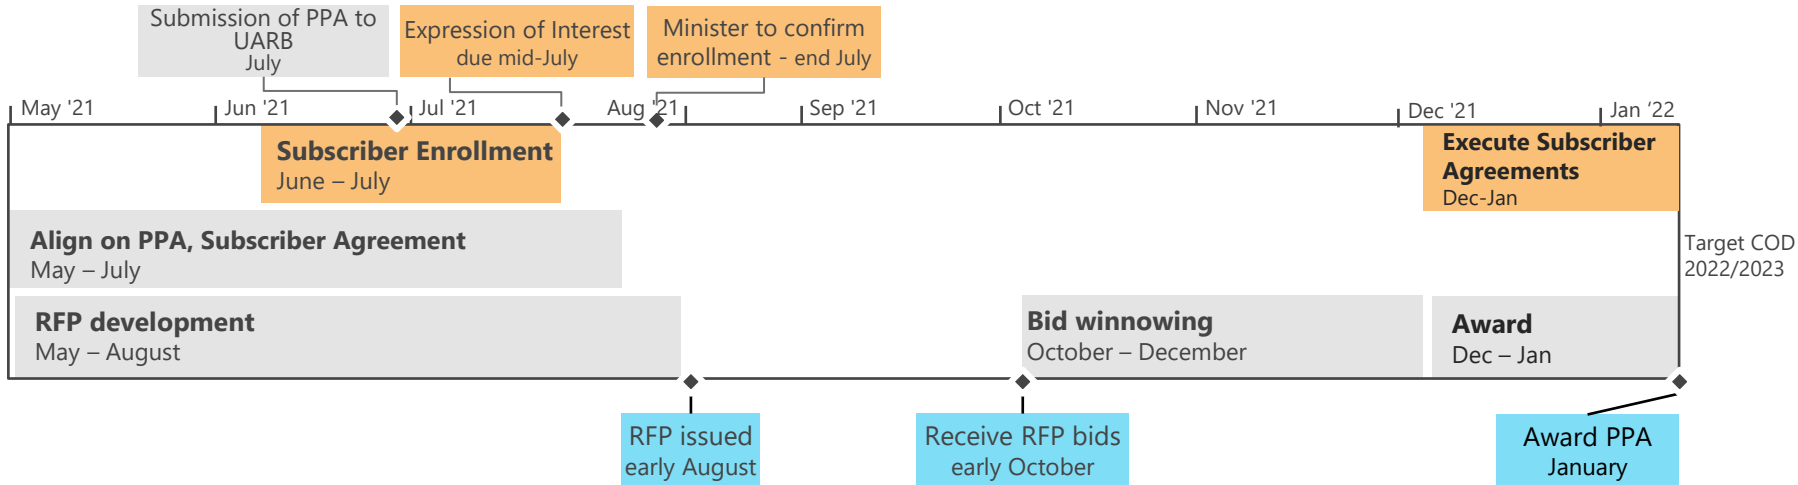 Submission of PPA to
UARB
July
Expression of Interest
due mid-July
Minister to confirm
enrollment - end July
May '21
Jun '21
Jul '21
Aug '21
Sep '21
Oct '21
Nov '21
Dec '21
Jan ‘22
Subscriber Enrollment
June – July
Execute Subscriber
Agreements
Dec-Jan
Align on PPA, Subscriber Agreement
May – July
Target COD
2022/2023
RFP development
May – August
Bid winnowing
October – December
Award
Dec – Jan
RFP issued
early August
Receive RFP bids
early October
Award PPA
January